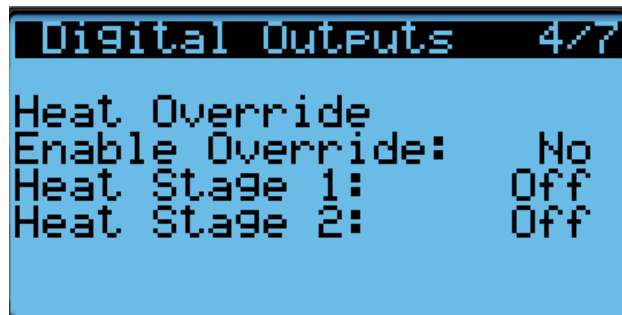 Digital Outputs 4/7
Heat Override
Enable Override: No
Heat Stage 1: Off
Heat Stage 2: Off